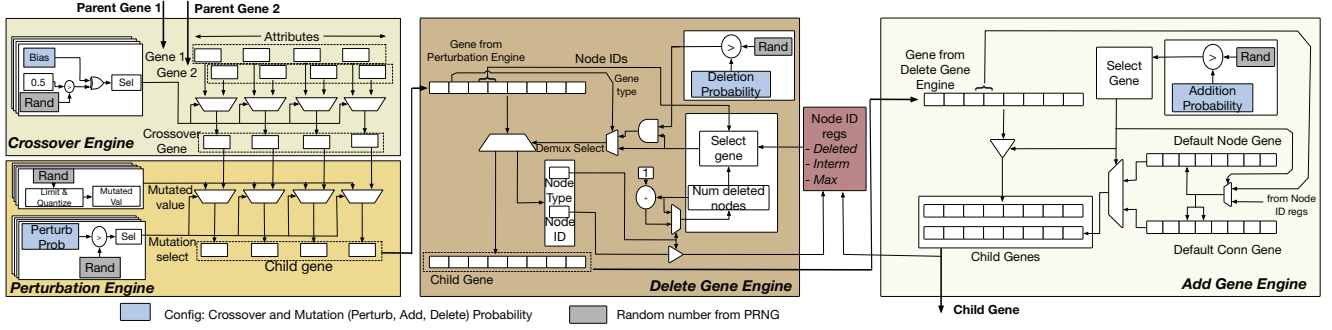 Parent Gene 1
Parent Gene 2
Attributes
Gene 1
Gene 2
Bias
0.5
>
Sel
Rand
Crossover Gene
Crossover Engine
Rand
Limit & Quantize
Mutated Val
Mutated value
Perturb Prob
>
Sel
Rand
Mutation select
Child gene
Perturbation Engine
Gene from
Perturbation Engine
Node IDs
Gene type
>
Rand
Deletion
Probability
Demux Select
Select gene
Node Type
Node ID
1
-
Num deleted
nodes
Child Gene
Delete Gene Engine
Node ID
regs
- Deleted
- Interm
- Max
Gene from
Delete Gene
Engine
Select
Gene
>
Rand
Addition
Probability
Default Node Gene
from Node
ID regs
Default Conn Gene
Child Genes
Add Gene Engine
Child Gene
Config: Crossover and Mutation (Perturb, Add, Delete) Probability
Random number from PRNG